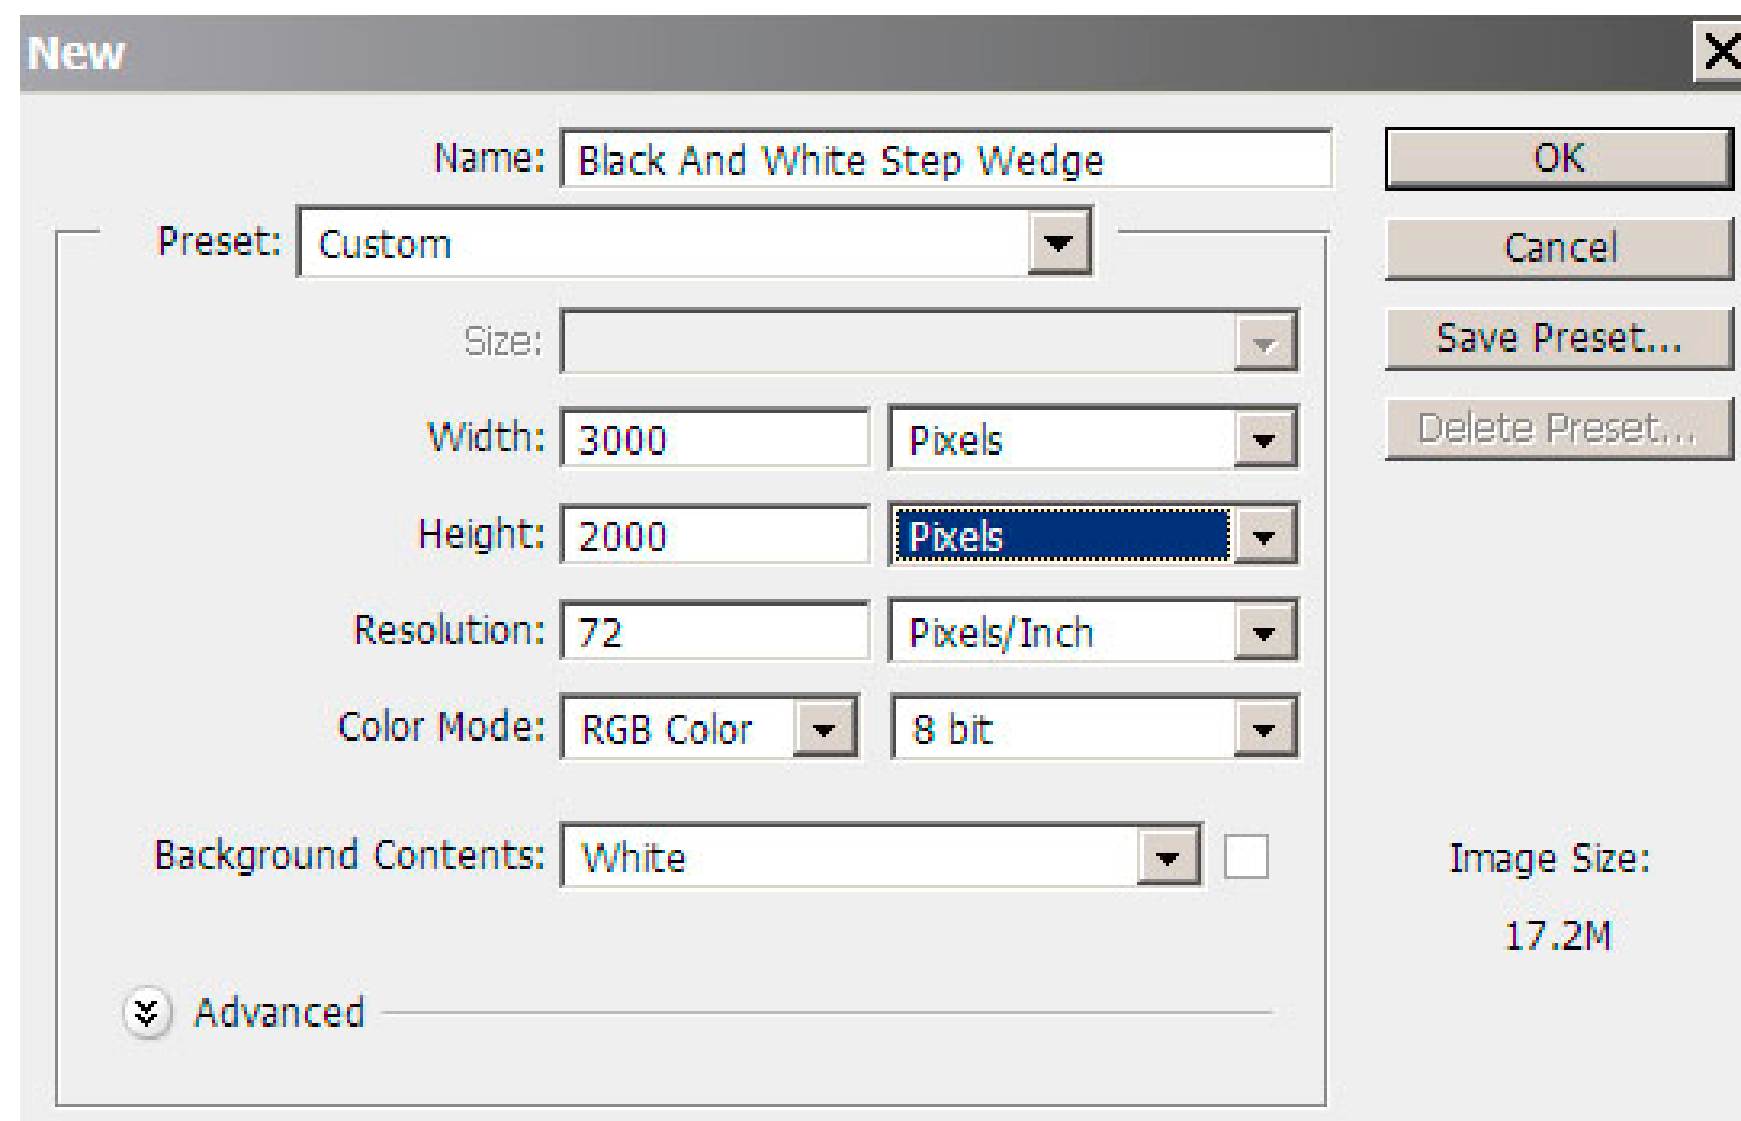 New
Name: Black And White Step Wedge
OK
Preset: Custom
Cancel
Size:
Save Preset...
Width: 3000 Pixels
Delete Preset...
Height: 2000 Pixels
Resolution: 72 Pixels/Inch
Color Mode: RGB Color 8 bit
Background Contents: White
Image Size:
17.2M
Advanced